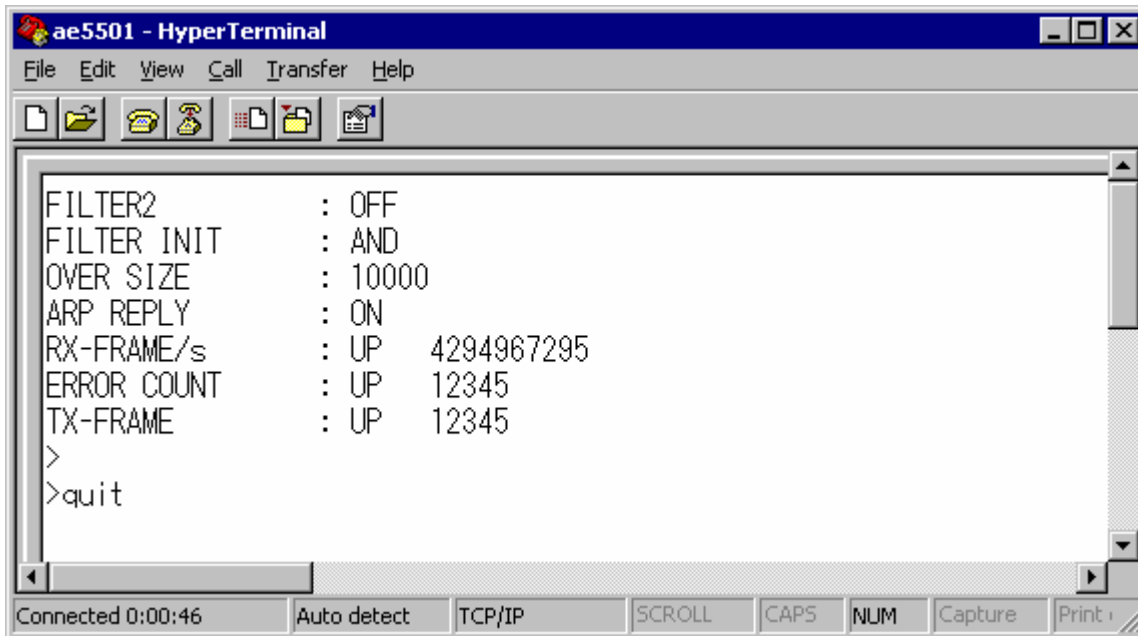 ae5501 - HyperTerminal
File Edit View Call Transfer Help
FILTER2 : OFF
FILTER INIT : AND
OVER SIZE : 10000
ARP REPLY : ON
RX-FRAME/s : UP 4294967295
ERROR COUNT : UP 12345
TX-FRAME : UP 12345
>
>quit
Connected 0:00:46 Auto detect TCP/IP SCROLL CAPS NUM Capture Print